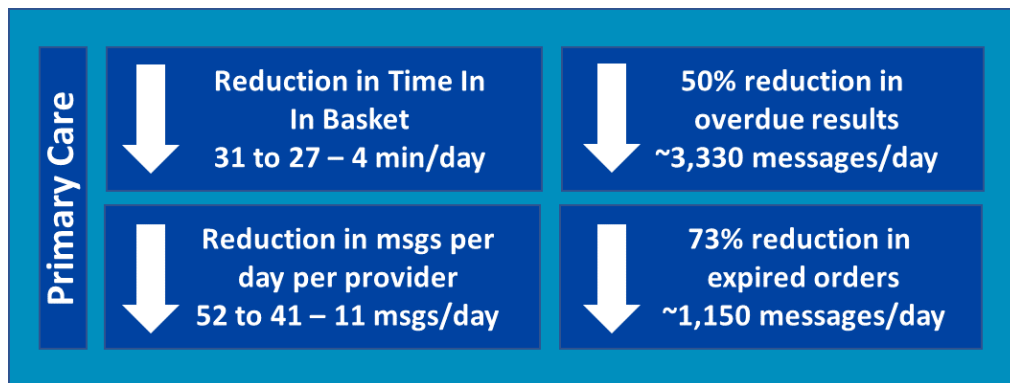 Primary Care
Reduction in Time In
In Basket
31 to 27 – 4 min/day
50% reduction in
overdue results
~3,330 messages/day
Reduction in msgs per
day per provider
52 to 41 – 11 msgs/day
73% reduction in
expired orders
~1,150 messages/day